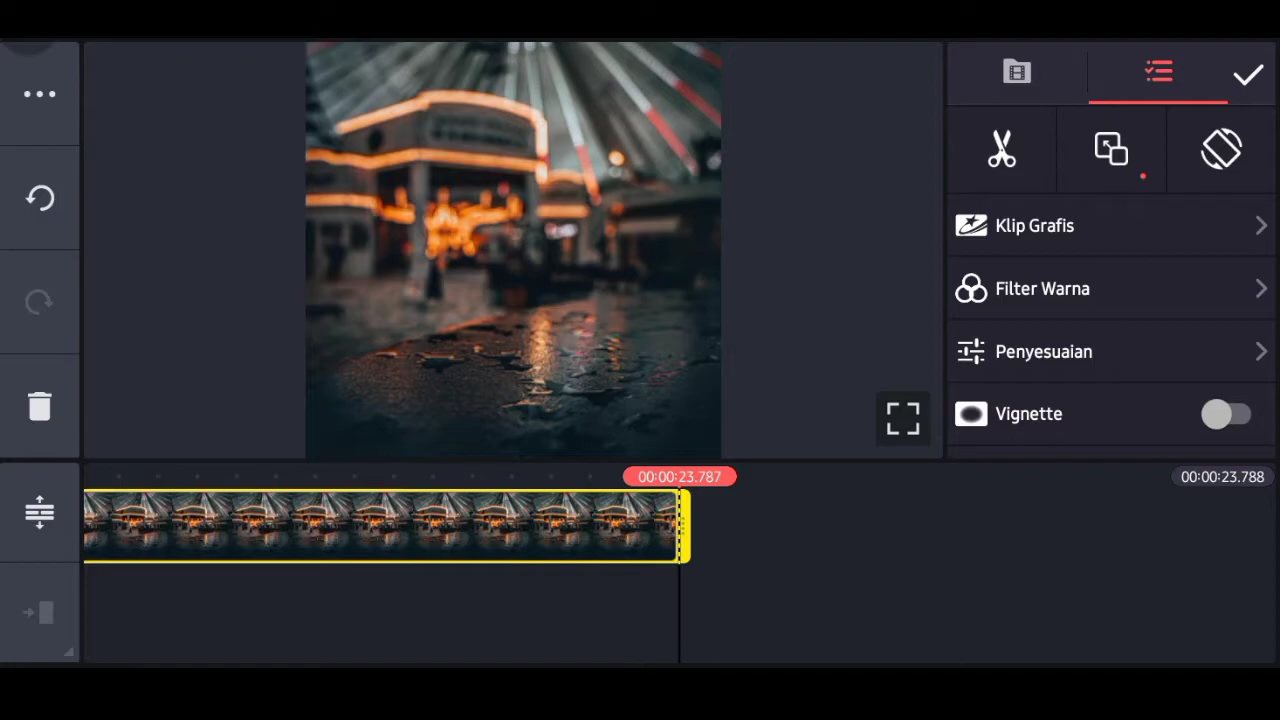 Klip Grafis
Filter Warna
Penyesuaian
Vignette
00:00:23.787
00:00:23.788